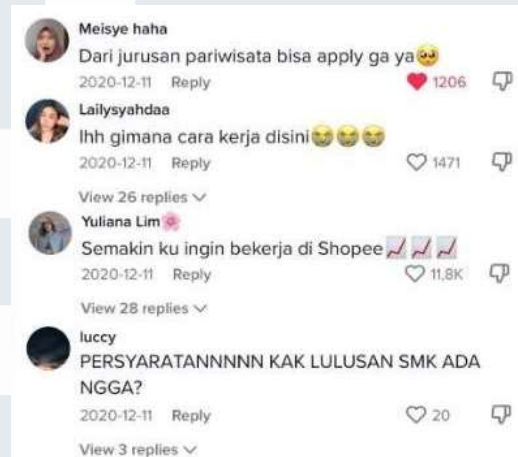 Meisye haha
Dari jurusan pariwisata bisa apply ga ya🥺
2020-12-11 Reply 1206
Lailysyahdaa
Ihh gimana cara kerja disini😭😭😭
2020-12-11 Reply 1471
View 26 replies
Yuliana Lim🌸
Semakin ku ingin bekerja di Shopee📈📈📈
2020-12-11 Reply 11,8K
View 28 replies
luccy
PERSYARATANNNNN KAK LULUSAN SMK ADA
NGGA?
2020-12-11 Reply 20
View 3 replies